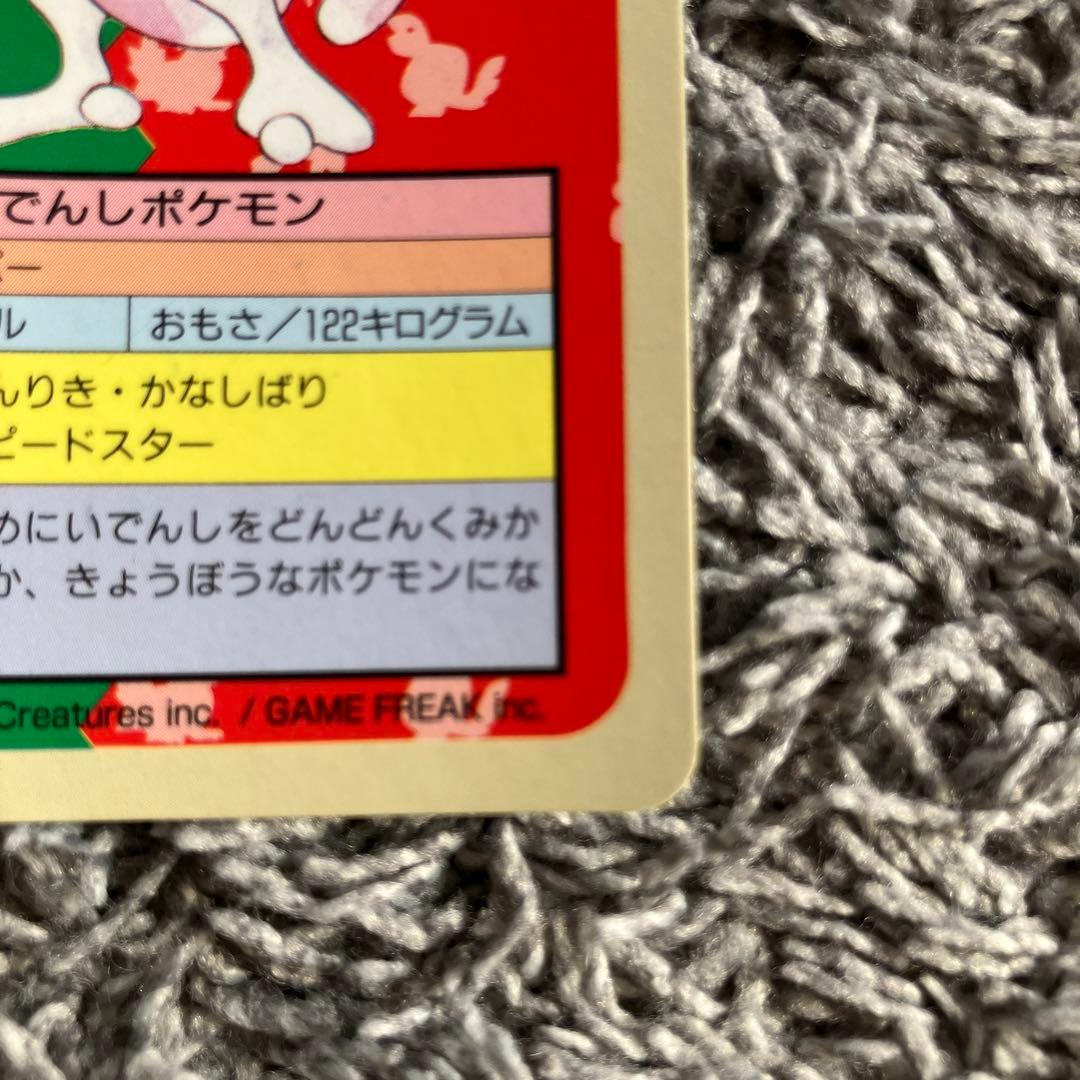 でんしポケモン
ー
ル おもさ／122キログラム
んりき・かなしばり
ピードスター
めにいでんしをどんどんくみか
か、きょうぼうなポケモンにな
Creatures inc. / GAME FREAK inc.